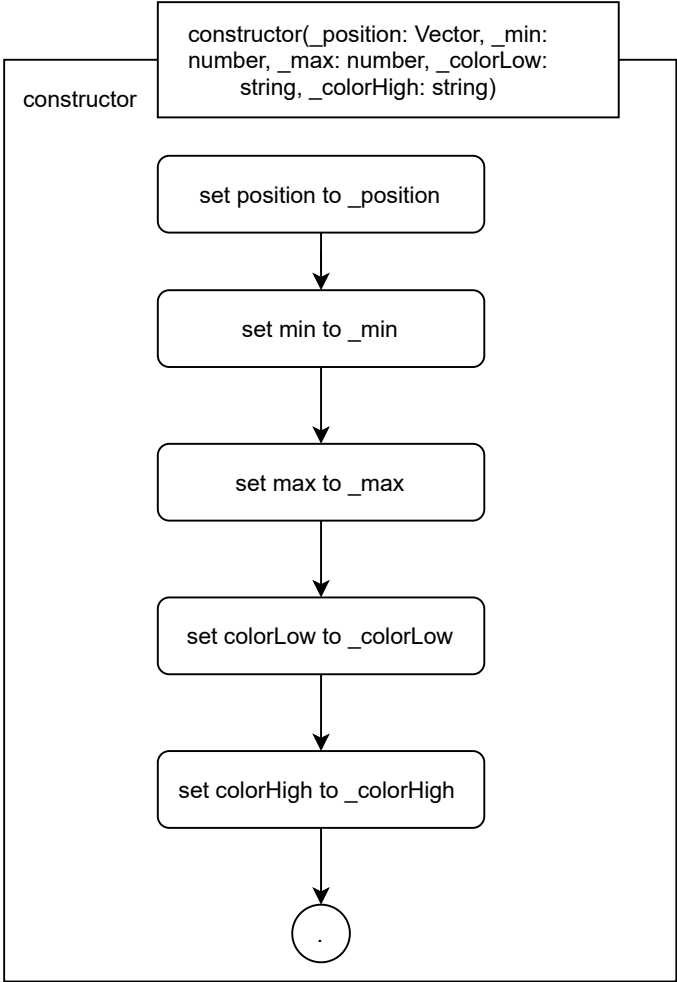 constructor(_position: Vector, _min:
number, _max: number, _colorLow:
string, _colorHigh: string)
constructor
set position to _position
set min to _min
set max to _max
set colorLow to _colorLow
set colorHigh to _colorHigh
.